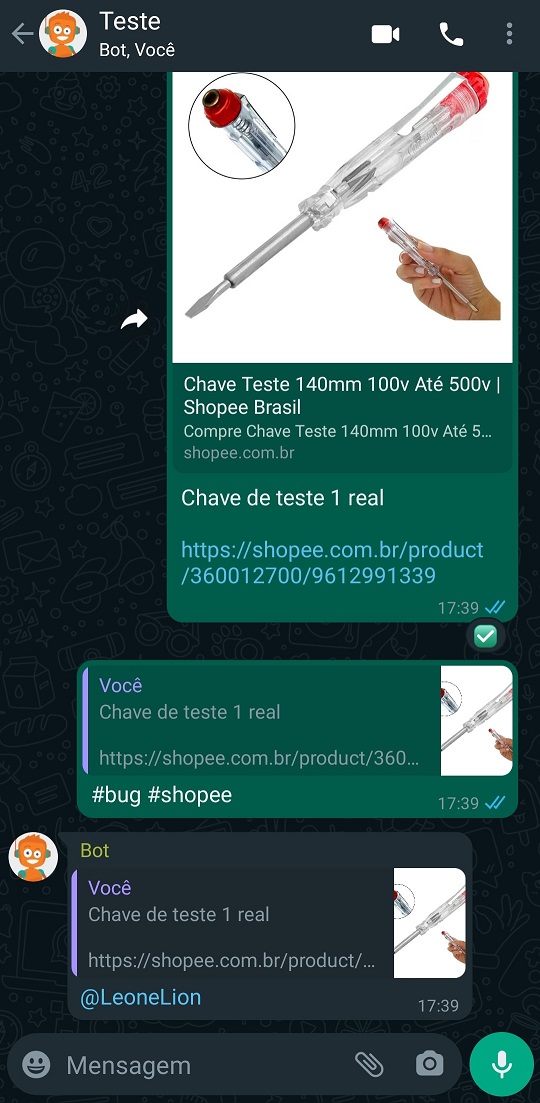 Teste
Bot, Você
Chave Teste 140mm 100v Até 500v |
Shopee Brasil
Compre Chave Teste 140mm 100v Até 5...
shopee.com.br
Chave de teste 1 real
https://shopee.com.br/product
/360012700/9612991339
17:39
Você
Chave de teste 1 real
https://shopee.com.br/product/360...
#bug #shopee
17:39
Bot
Você
Chave de teste 1 real
https://shopee.com.br/product/...
@LeoneLion
17:39
Mensagem